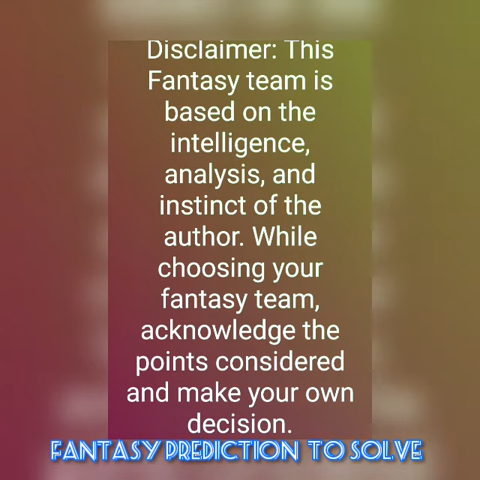 Disclaimer: This
Fantasy team is
based on the
intelligence,
analysis, and
instinct of the
author. While
choosing your
fantasy team,
acknowledge the
points considered
and make your own
decision.
FANTASY PREDICTION TO SOLVE